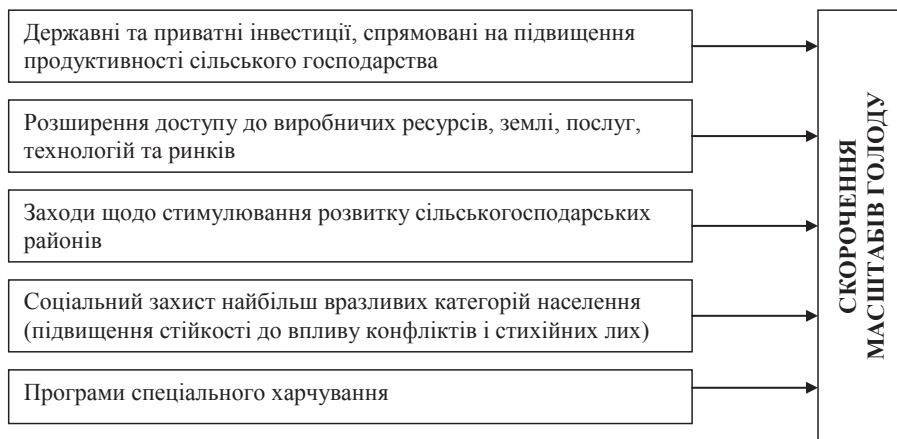 Державні та приватні інвестиції, спрямовані на підвищення
продуктивності сільського господарства
Розширення доступу до виробничих ресурсів, землі, послуг,
технологій та ринків
Заходи щодо стимулювання розвитку сільськогосподарських
районів
Соціальний захист найбільш вразливих категорій населення
(підвищення стійкості до впливу конфліктів і стихійних лих)
Програми спеціального харчування
СКОРОЧЕННЯ
МАСШТАБІВ ГОЛОДУ